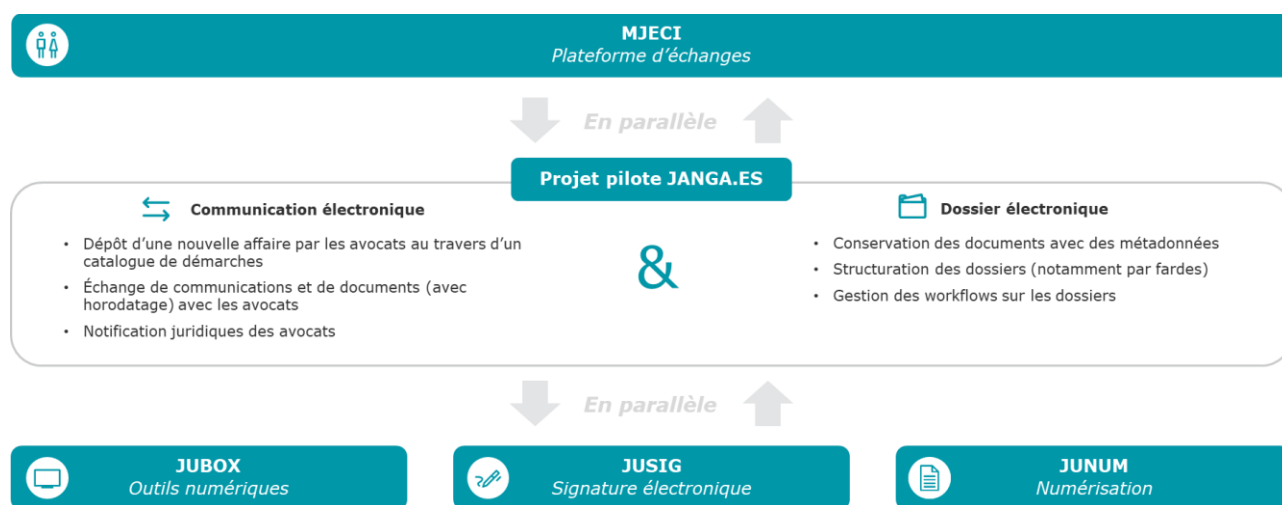 MJECI
Plateforme d'échanges
En parallèle
Projet pilote JANGA.ES
Communication électronique
• Dépôt d'une nouvelle affaire par les avocats au travers d'un
catalogue de démarches
• Échange de communications et de documents (avec
horodatage) avec les avocats
• Notification juridiques des avocats
&
Dossier électronique
• Conservation des documents avec des métadonnées
• Structuration des dossiers (notamment par fardes)
• Gestion des workflows sur les dossiers
En parallèle
JUBOX
Outils numériques
JUSIG
Signature électronique
JUNUM
Numérisation